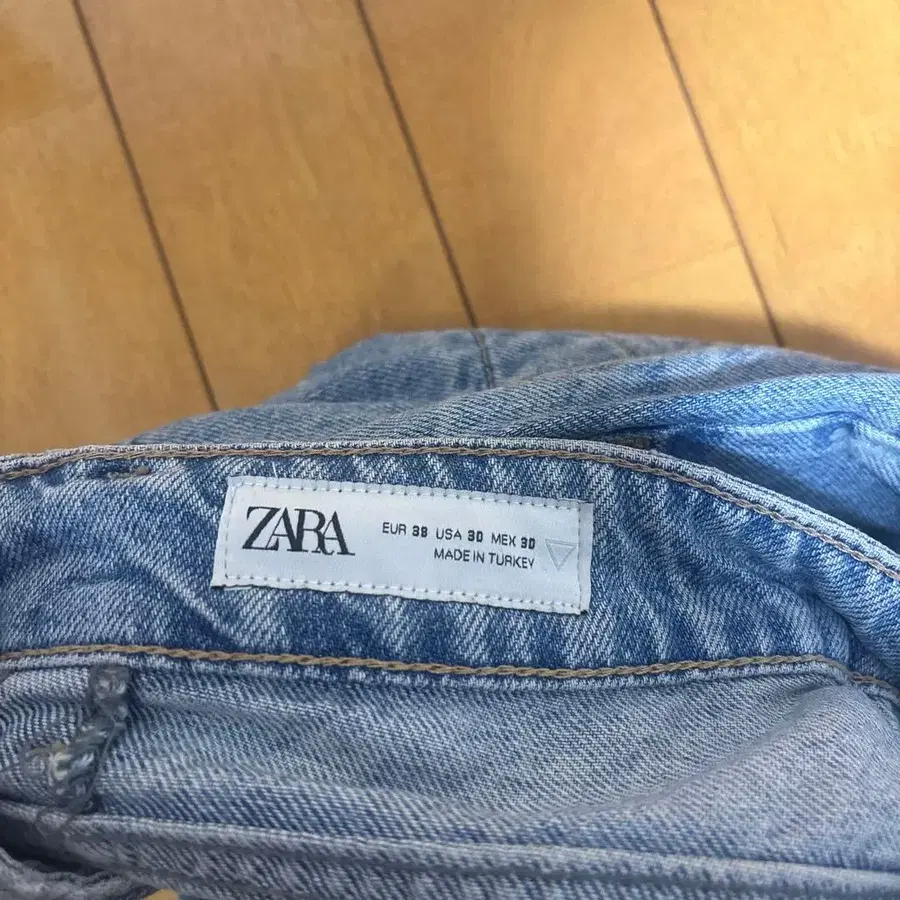 ZARA
EUR 38 USA 30 MEX 30
MADE IN TURKEY